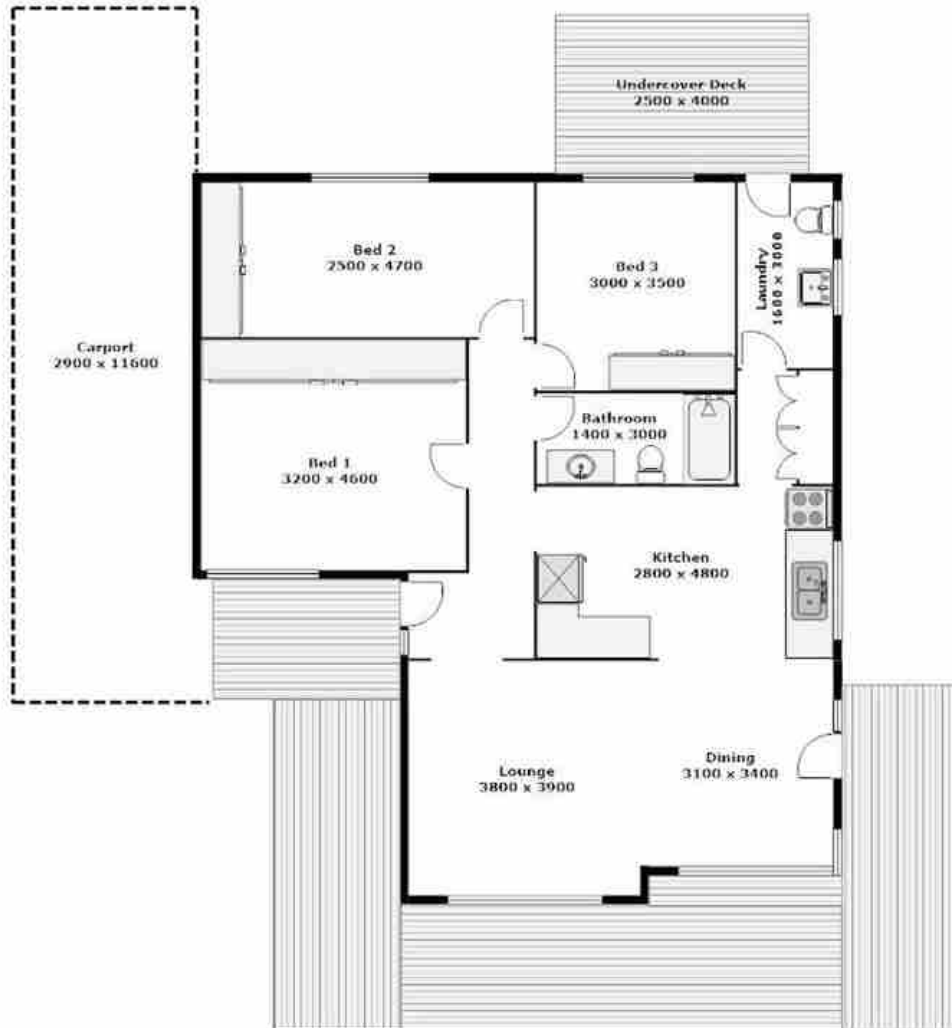 Undercover Deck
2500 x 4000
Bed 2
2500 x 4700
Bed 3
3000 x 3500
Laundry
1600 x 3000
Carport
2900 x 11600
Bathroom
1400 x 3000
Bed 1
3200 x 4600
Kitchen
2800 x 4800
Lounge
3800 x 3900
Dining
3100 x 3400